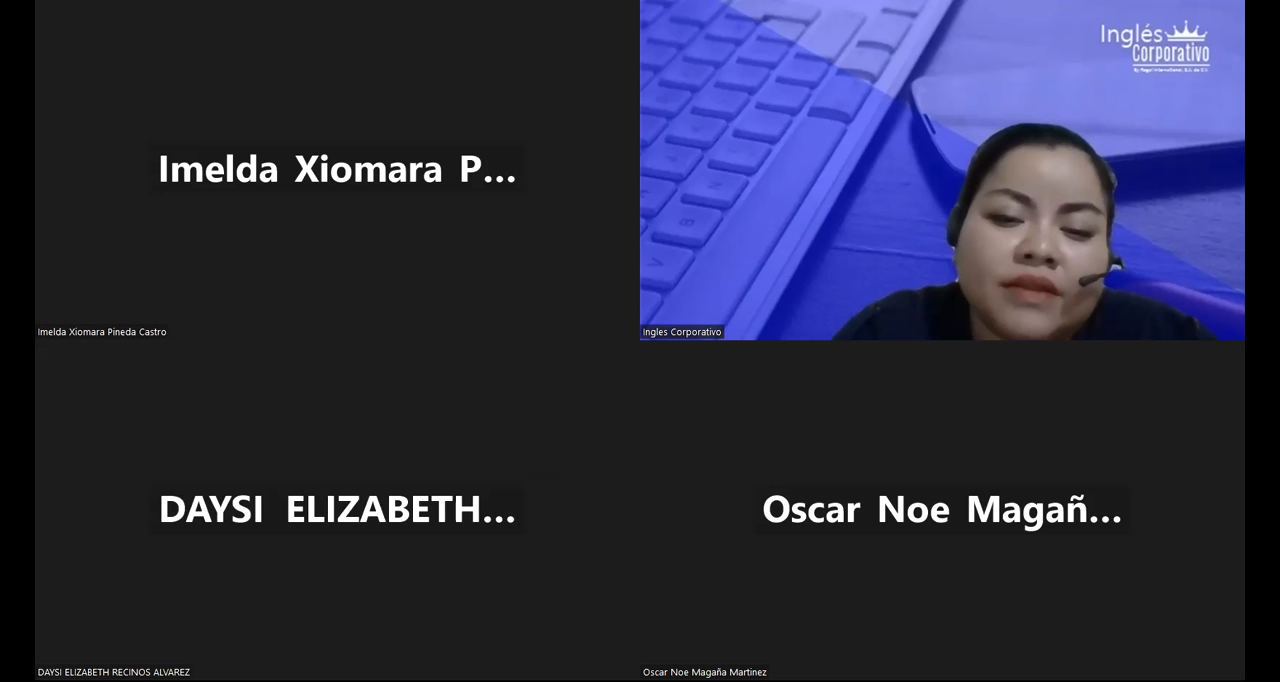 Imelda Xiomara P...
Imelda Xiomara Pineda Castro
Inglés
Corporativo
Ingles Corporativo
DAYSI ELIZABETH...
DAYSI ELIZABETH RECINOS ALVAREZ
Oscar Noe Magañ...
Oscar Noe Magaña Martinez